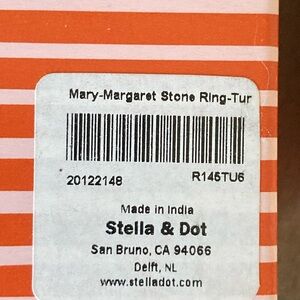 Mary-Margaret Stone Ring-Tur
20122148 R145TU6
Made in India
Stella & Dot
San Bruno, CA 94066
Delft, NL
www.stelladot.com